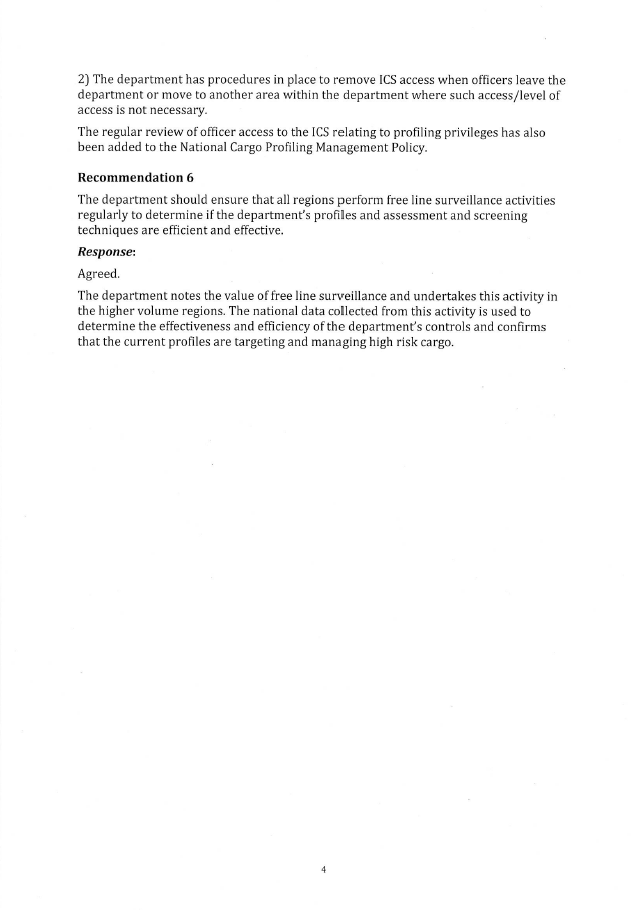 2) The department has procedures in place to remove ICS access when officers leave the
department or move to another area within the department where such access/level of
access is not necessary.
The regular review of officer access to the ICS relating to profiling privileges has also
been added to the National Cargo Profiling Management Policy.
Recommendation 6
The department should ensure that all regions perform free line surveillance activities
regularly to determine if the department's profiles and assessment and screening
techniques are efficient and effective.
Response:
Agreed.
The department notes the value of free line surveillance and undertakes this activity in
the higher volume regions. The national data collected from this activity is used to
determine the effectiveness and efficiency of the department's controls and confirms
that the current profiles are targeting and managing high risk cargo.
4